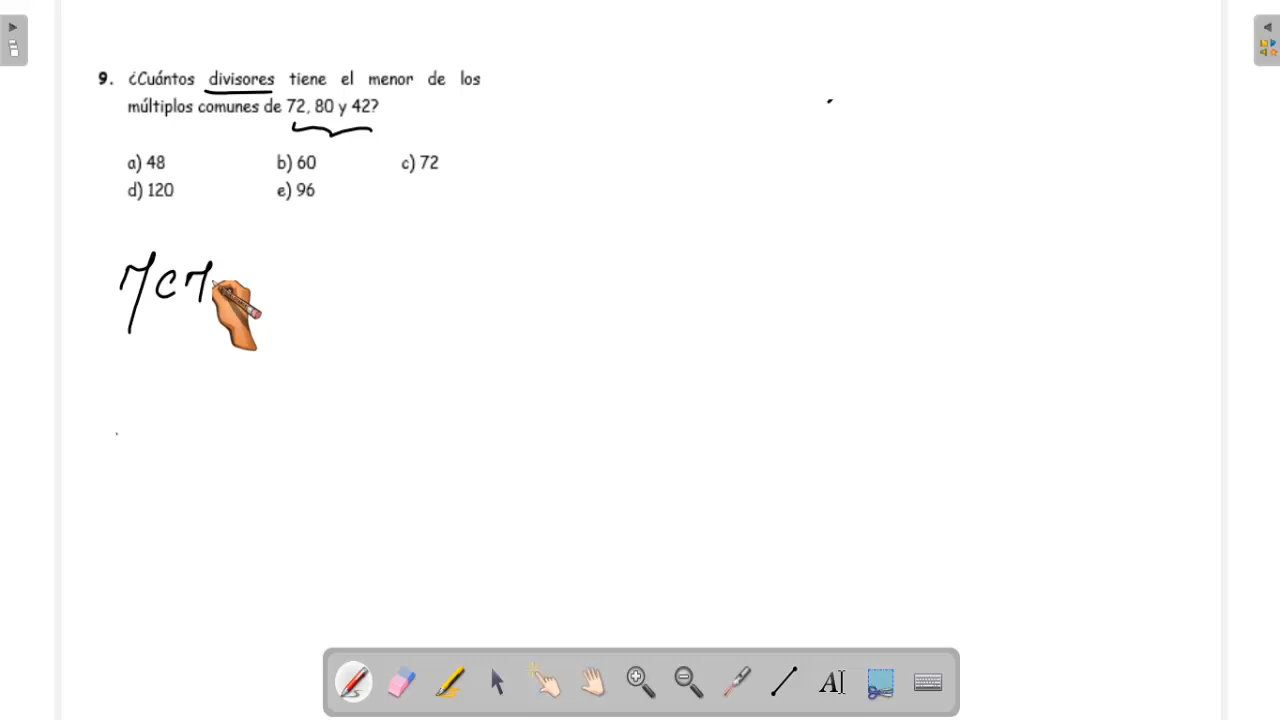 9. ¿Cuántos divisores tiene el menor de los
múltiplos comunes de 72, 80 y 42?
a) 48 b) 60 c) 72
d) 120 e) 96